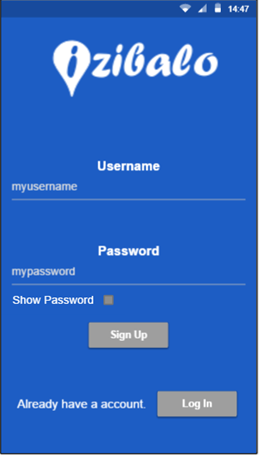 14:47
izibalo
Username
myusername
Password
mypassword
Show Password
Sign Up
Already have a account. Log In